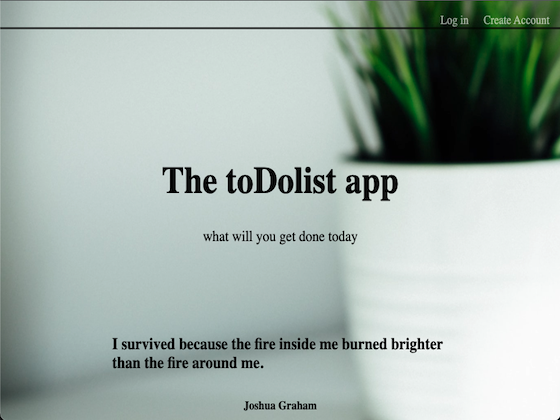 Log in Create Account
The toDolist app
what will you get done today
I survived because the fire inside me burned brighter
than the fire around me.
Joshua Graham